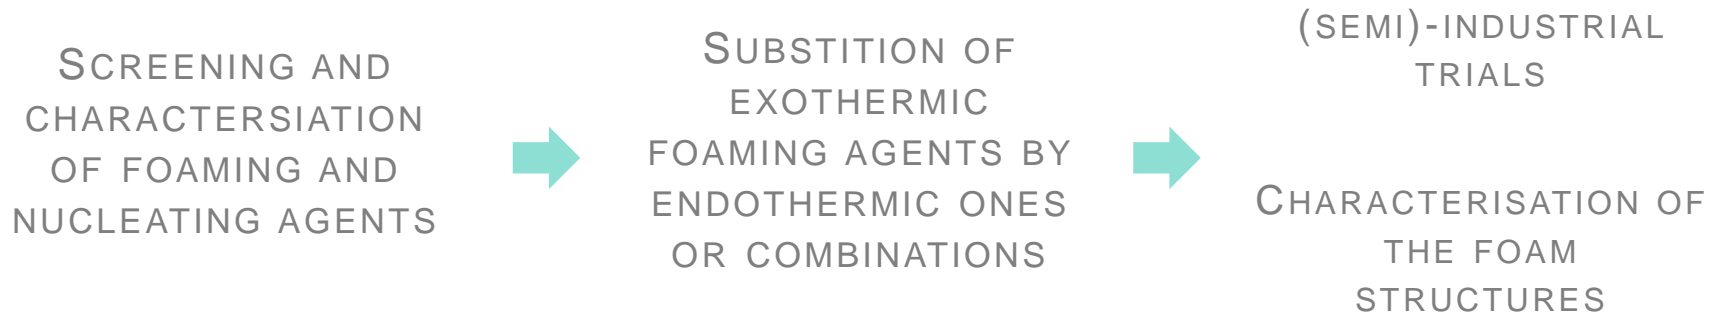 SCREENING AND
CHARACTERSIATION
OF FOAMING AND
NUCLEATING AGENTS
SUBSTITION OF
EXOTHERMIC
FOAMING AGENTS BY
ENDOTHERMIC ONES
OR COMBINATIONS
(SEMI)-INDUSTRIAL
TRIALS
CHARACTERISATION OF
THE FOAM
STRUCTURES